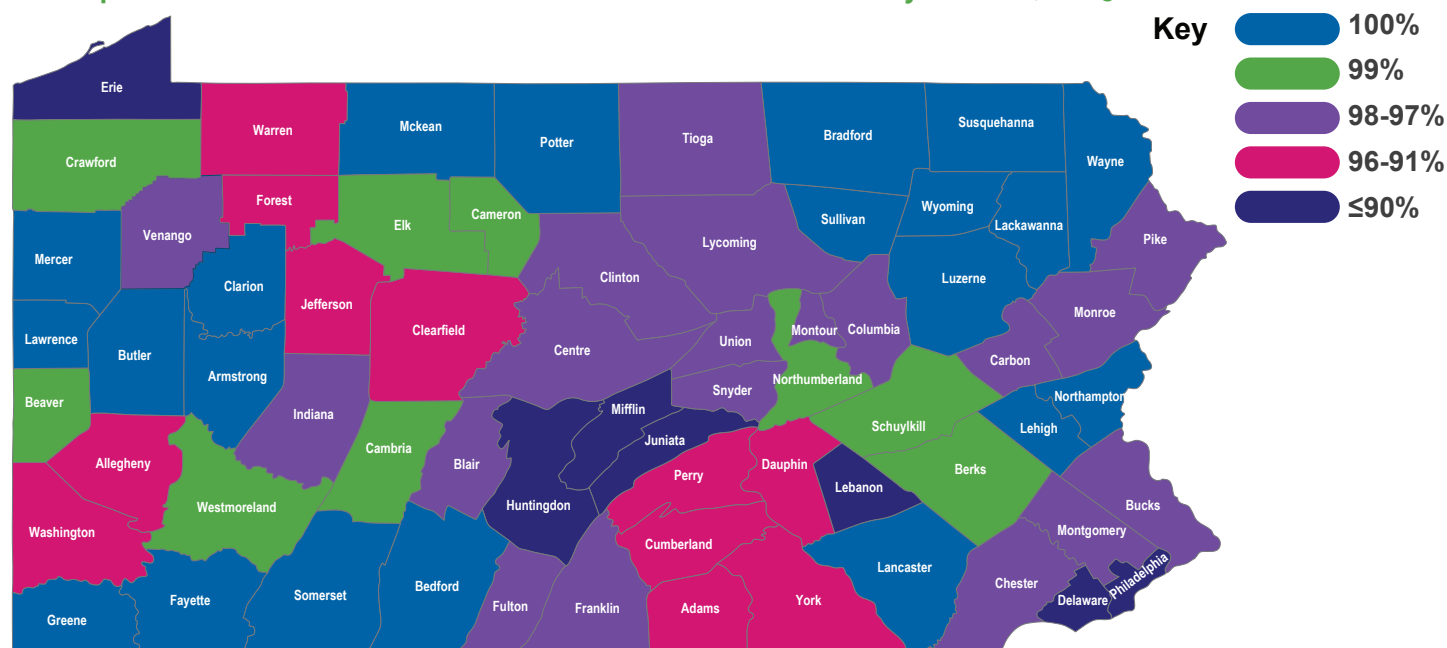 Key
100%
99%
98-97%
96-91%
≤90%
Erie
Crawford
Warren
Mckean
Potter
Tioga
Bradford
Susquehanna
Wayne
Forest
Elk
Cameron
Venango
Mercer
Clarion
Jefferson
Clearfield
Clinton
Lycoming
Sullivan
Wyoming
Lackawanna
Pike
Luzerne
Monroe
Lawrence
Butler
Armstrong
Centre
Union
Montour
Columbia
Carbon
Beaver
Indiana
Snyder
Northumberland
Northampton
Mifflin
Juniata
Schuylkill
Lehigh
Allegheny
Cambria
Blair
Perry
Dauphin
Lebanon
Berks
Westmoreland
Huntingdon
Bucks
Washington
Cumberland
Montgomery
Greene
Fayette
Somerset
Bedford
Fulton
Franklin
Adams
York
Lancaster
Chester
Delaware
Philadelphia